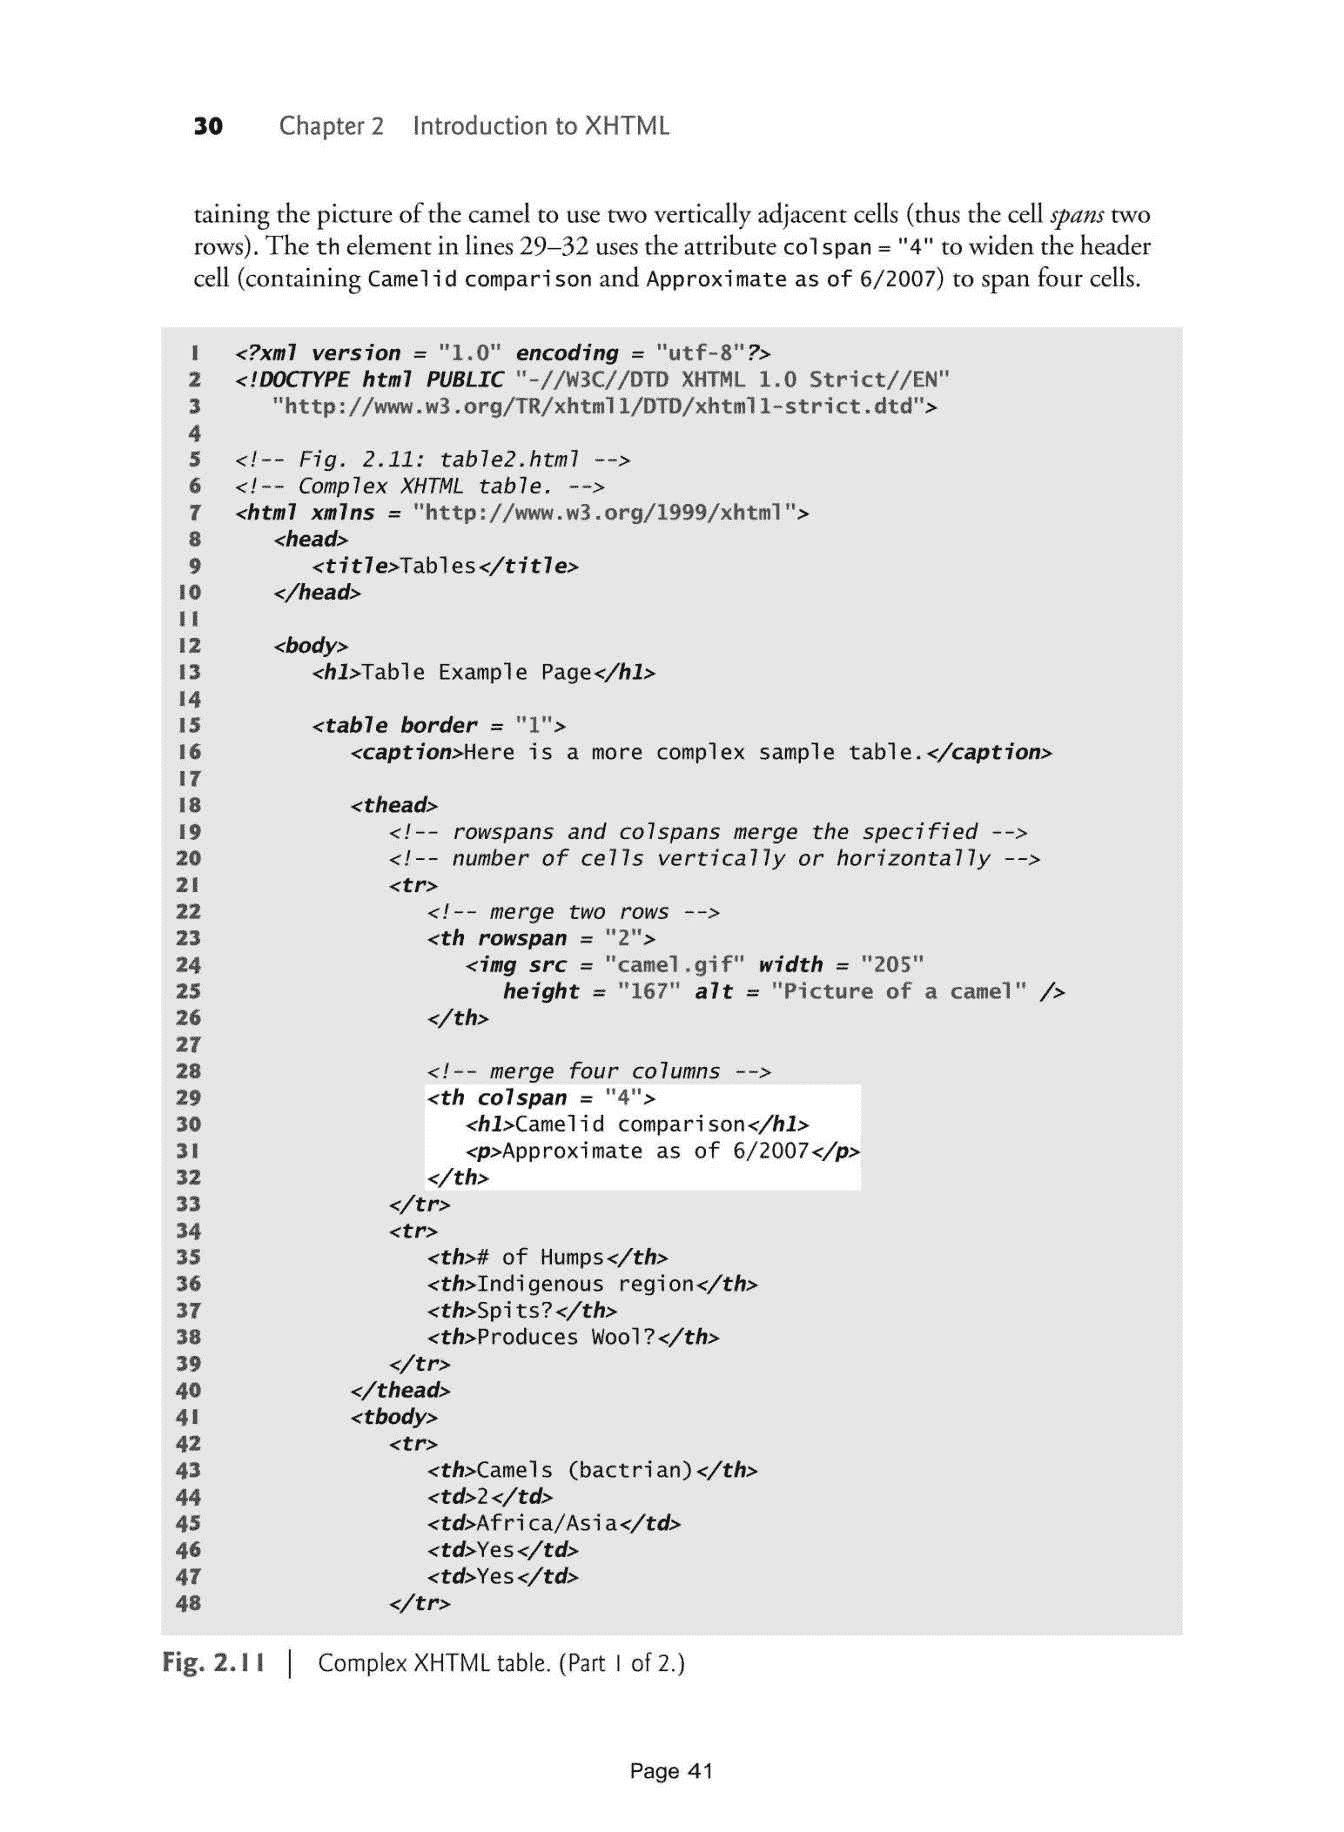 30 Chapter 2 Introduction to XHTML
taining the picture of the camel to use two vertically adjacent cells (thus the cell spans two
rows). The th element in lines 29–32 uses the attribute colspan = "4" to widen the header
cell (containing Camelid comparison and Approximate as of 6/2007) to span four cells.
1 <?xml version = "1.0" encoding = "utf-8"?>
2 <!DOCTYPE html PUBLIC "-//W3C//DTD XHTML 1.0 Strict//EN"
3 "http://www.w3.org/TR/xhtml1/DTD/xhtml1-strict.dtd">
4
5 <!-- Fig. 2.11: table2.html -->
6 <!-- Complex XHTML table. -->
7 <html xmlns = "http://www.w3.org/1999/xhtml">
8 <head>
9 <title>Tables</title>
10 </head>
11
12 <body>
13 <h1>Table Example Page</h1>
14
15 <table border = "1">
16 <caption>Here is a more complex sample table.</caption>
17
18 <thead>
19 <!-- rowspans and colspans merge the specified -->
20 <!-- number of cells vertically or horizontally -->
21 <tr>
22 <!-- merge two rows -->
23 <th rowspan = "2">
24 <img src = "camel.gif" width = "205"
25 height = "167" alt = "Picture of a camel" />
26 </th>
27
28 <!-- merge four columns -->
29 <th colspan = "4">
30 <h1>Camelid comparison</h1>
31 <p>Approximate as of 6/2007</p>
32 </th>
33 </tr>
34 <tr>
35 <th># of Humps</th>
36 <th>Indigenous region</th>
37 <th>Spits?</th>
38 <th>Produces Wool?</th>
39 </tr>
40 </thead>
41 <tbody>
42 <tr>
43 <th>Camels (bactrian)</th>
44 <td>2</td>
45 <td>Africa/Asia</td>
46 <td>Yes</td>
47 <td>Yes</td>
48 </tr>
Fig. 2.11 | Complex XHTML table. (Part 1 of 2.)
Page 41